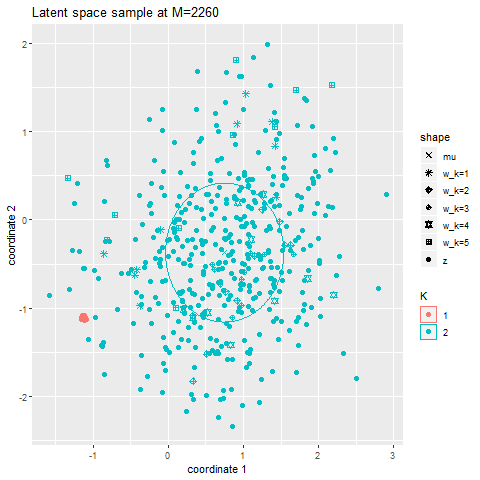 Latent space sample at M=2260
2
1
0
-1
-2
-1
0
1
2
3
coordinate 1
coordinate 2
shape
mu
w_k=1
w_k=2
w_k=3
w_k=4
w_k=5
z
K
1
2